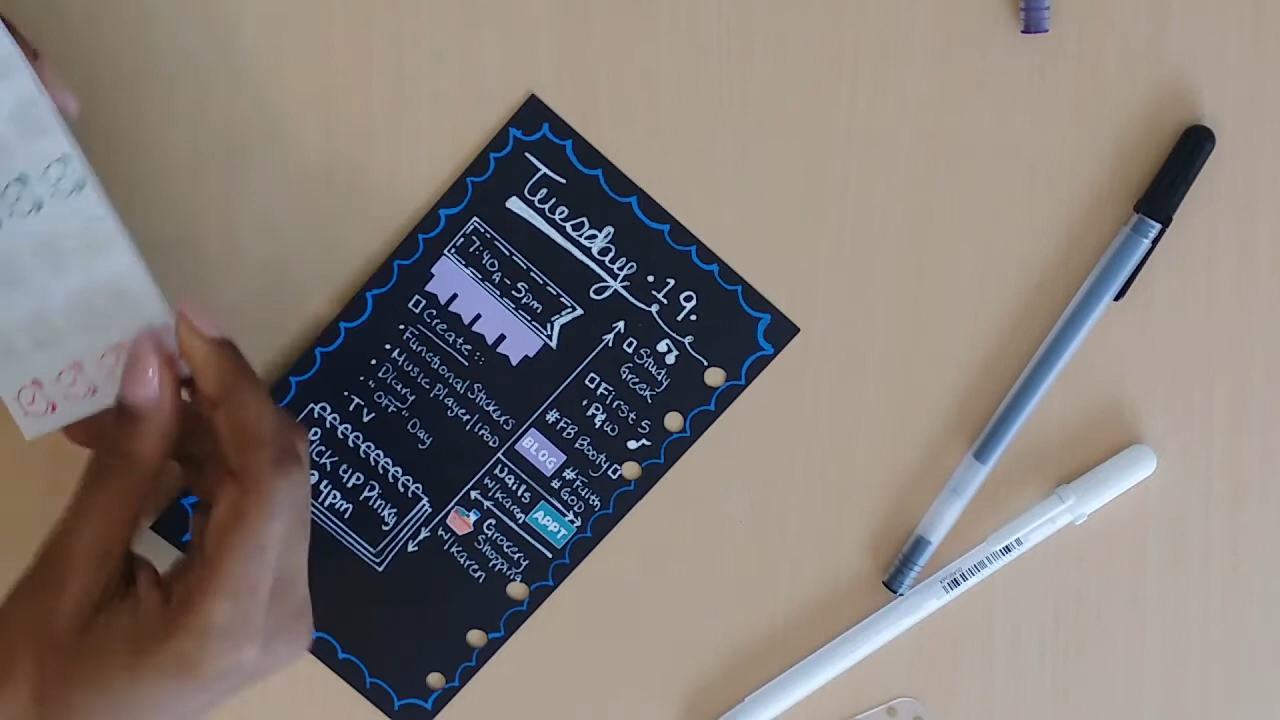 Tuesday .19.
7:40A-5pm
Create::
• Functional Stickers
• Music player/iPOD
• Diary
• "OFF" Day
• TV
PICK UP Pinky
@ 4pm
Study
Greek
First 5
P&W
#FB Booty
BLOG
#Faith
#GOD
Nails
w/Karen
APPT
Grocery
Shopping
w/Karen